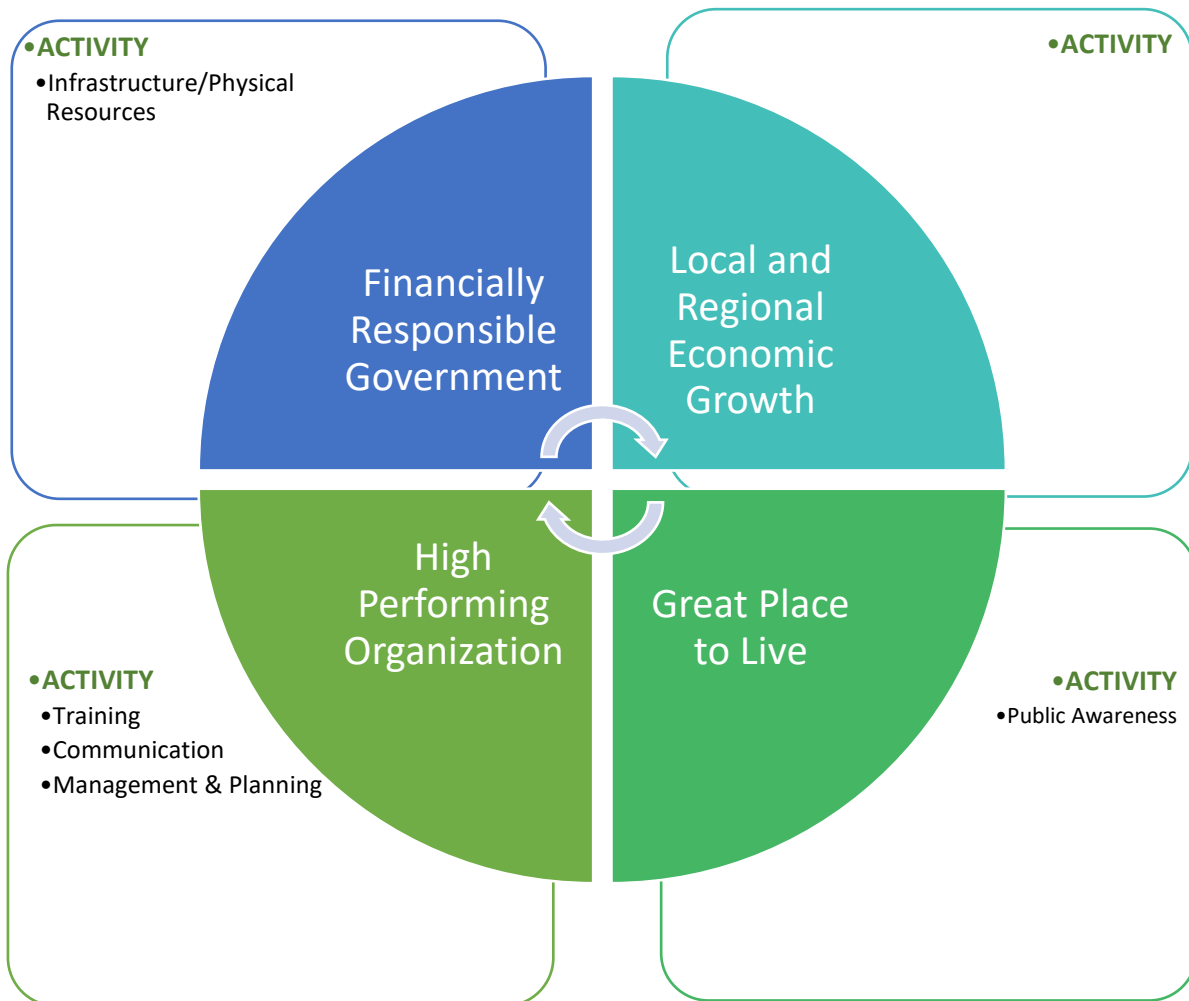 •ACTIVITY
•Infrastructure/Physical
Resources
•ACTIVITY
Financially
Responsible
Government
Local and
Regional
Economic
Growth
High
Performing
Organization
Great Place
to Live
•ACTIVITY
•Training
•Communication
•Management & Planning
•ACTIVITY
•Public Awareness